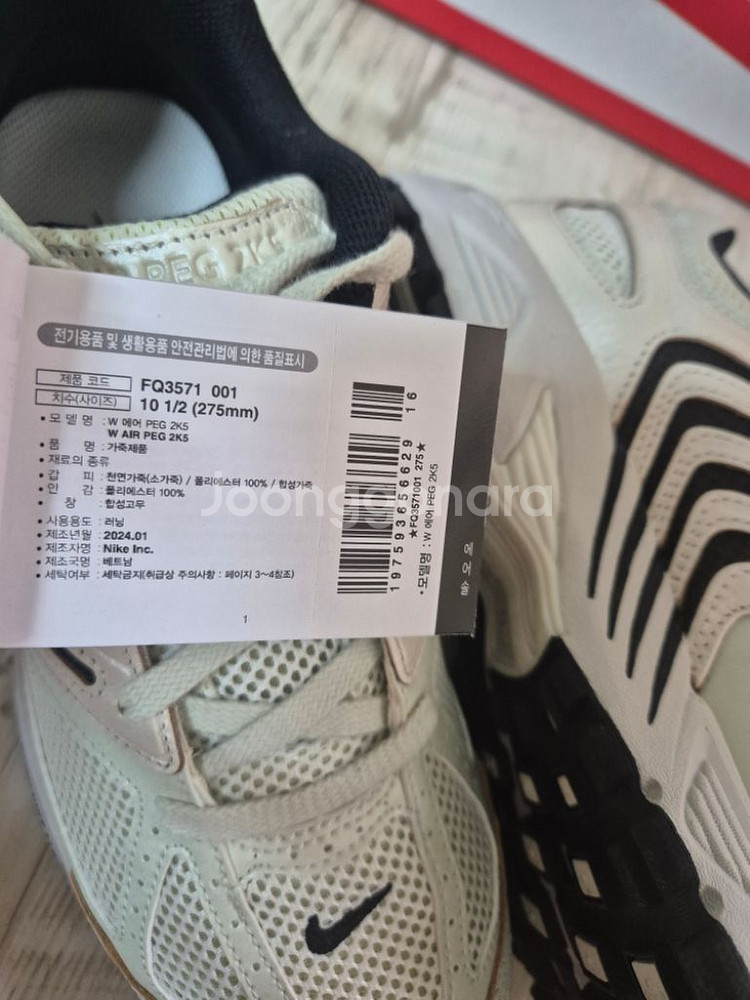 PEG 2K5
전기용품 및 생활용품 안전관리법에 의한 품질표시
제품 코드 FQ3571 001
치수(사이즈) 10 1/2 (275mm)
• 모 델 명 : W 에어 PEG 2K5
W AIR PEG 2K5
• 품 명 : 가죽제품
• 재료의 종류
• 갑 피 : 천연가죽(소가죽) / 폴리에스터 100% / 합성가죽
• 안 감 : 폴리에스터 100%
창 : 합성고무
• 사용용도 : 러닝
• 제조년월 : 2024.01
• 제조자명 : Nike Inc.
• 제조국명 : 베트남
• 세탁여부 : 세탁금지(취급상 주의사항 : 페이지 3~4참조)
1
197593656629 16
★FQ3571001 275★
• 모델명 : W 에어 PEG 2K5
에어솔
Joonggonara